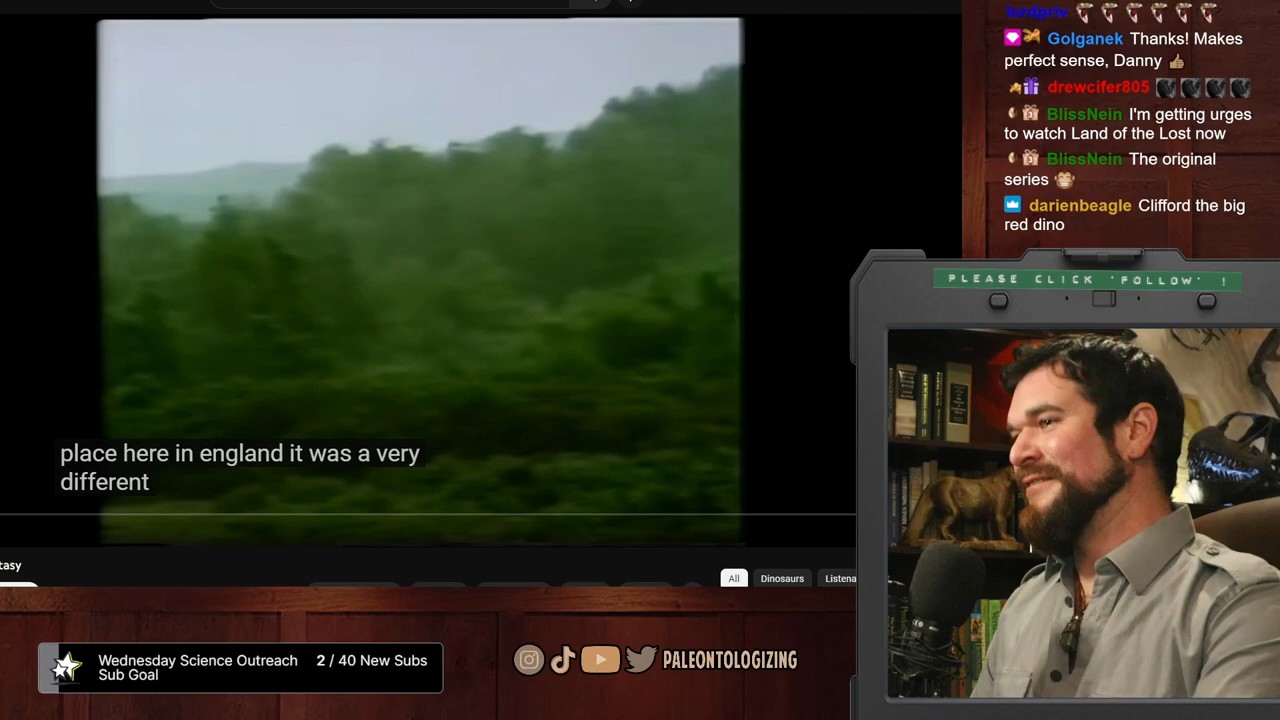 lordpriv
Golganek Thanks! Makes
perfect sense, Danny
drewcifer805
BlissNein I'm getting urges
to watch Land of the Lost now
BlissNein The original
series
darienbeagle Clifford the big
red dino
PLEASE CLICK 'FOLLOW' !
place here in england it was a very
different
tasy
All Dinosaurs Listena
Wednesday Science Outreach 2 / 40 New Subs
Sub Goal
PALEONTOLOGIZING